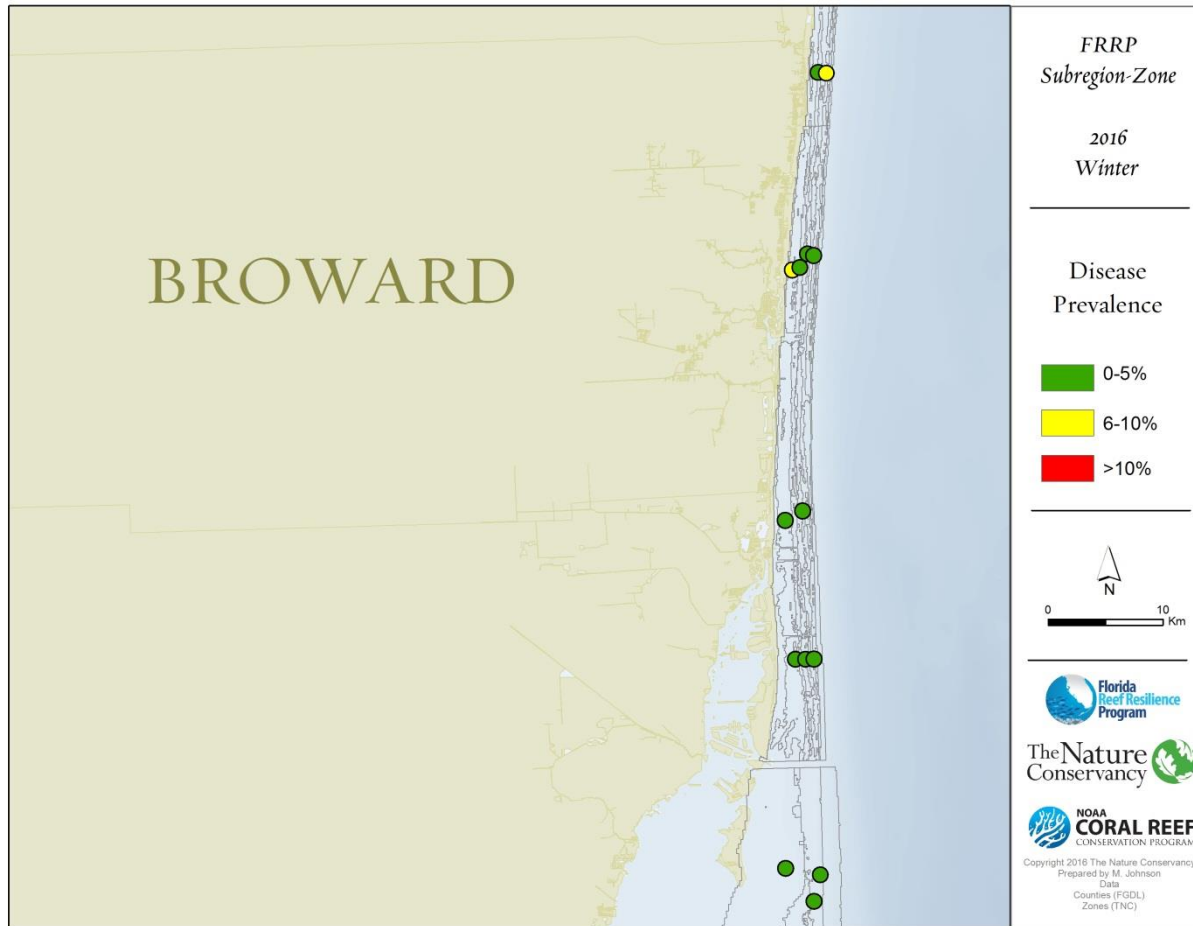 BROWARD
FRRP
Subregion-Zone
2016
Winter
Disease
Prevalence
0-5%
6-10%
>10%
N
0 10
Km
Florida
Reef Resilience
Program
The Nature
Conservancy
NOAA
CORAL REEF
CONSERVATION PROGRAM
Copyright 2016 The Nature Conservancy
Prepared by M. Johnson
Data
Counties (FGDL)
Zones (TNC)